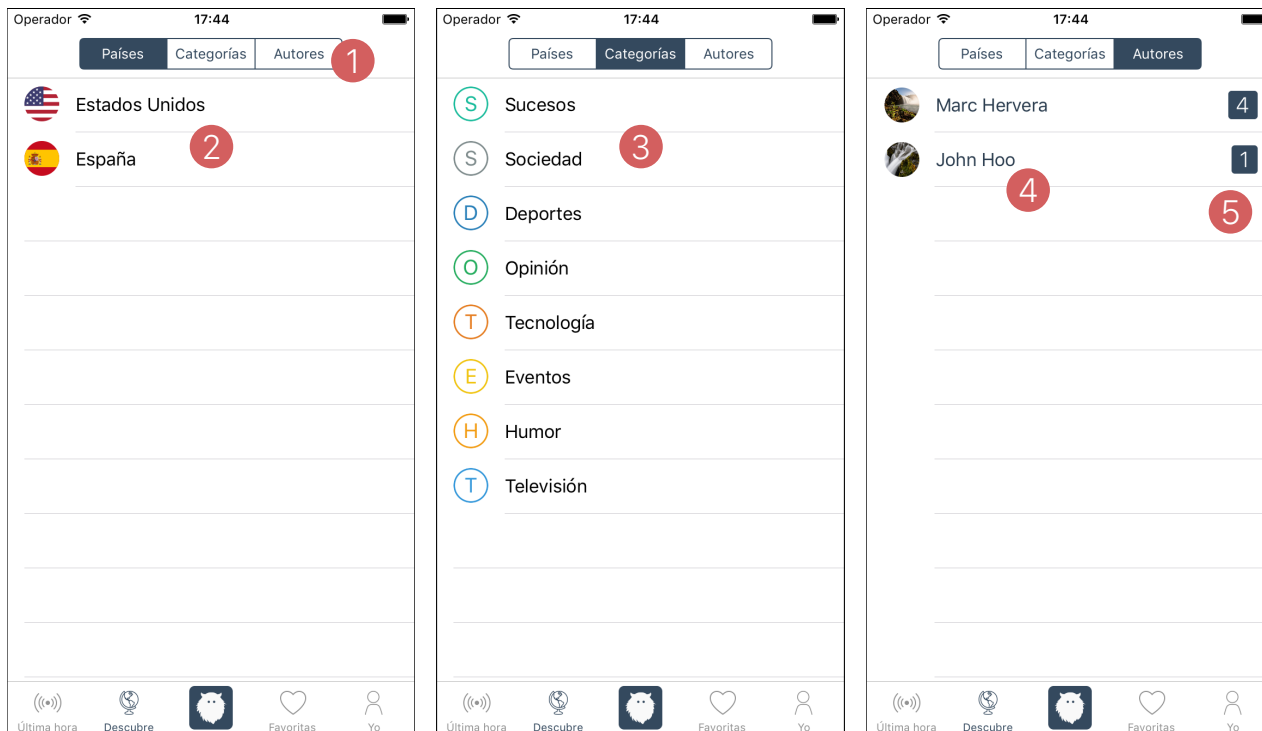 Operador 17:44
Países Categorías Autores
1
Estados Unidos
2
España
Última hora Descubre Favoritas Yo
Operador 17:44
Países Categorías Autores
S Sucesos
3
S Sociedad
D Deportes
O Opinión
T Tecnología
E Eventos
H Humor
T Televisión
Última hora Descubre Favoritas Yo
Operador 17:44
Países Categorías Autores
Marc Hervera 4
John Hoo 1
4
5
Última hora Descubre Favoritas Yo